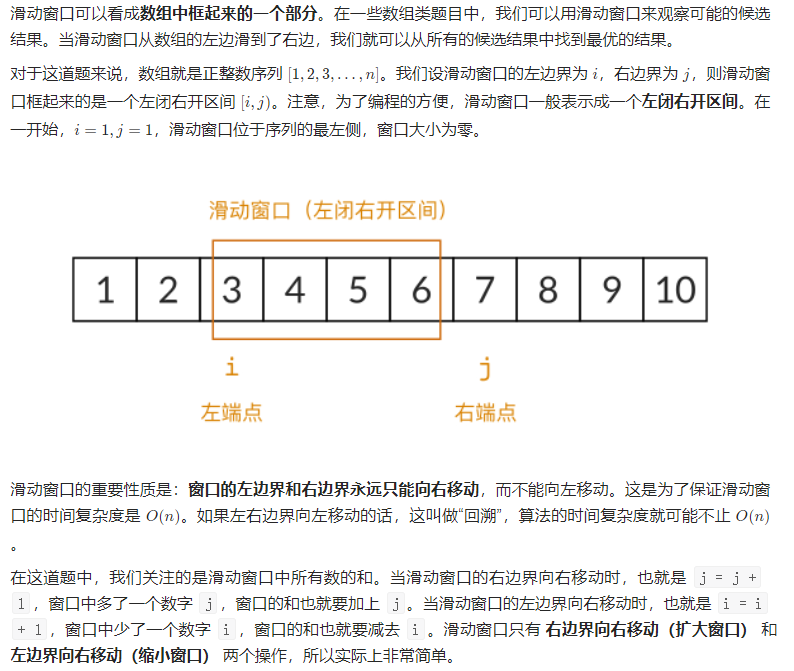 滑动窗口可以看成数组中框起来的一个部分。在一些数组类题目中，我们可以用滑动窗口来观察可能的候选
结果。当滑动窗口从数组的左边滑到了右边，我们就可以从所有的候选结果中找到最优的结果。
对于这道题来说，数组就是正整数序列 [1, 2, 3, . . . , n]。我们设滑动窗口的左边界为 i，右边界为 j，则滑动窗
口框起来的是一个左闭右开区间 [i, j)。注意，为了编程的方便，滑动窗口一般表示成一个左闭右开区间。在
一开始，i = 1, j = 1，滑动窗口位于序列的最左侧，窗口大小为零。
滑动窗口（左闭右开区间）
1 2 3 4 5 6 7 8 9 10
i j
左端点 右端点
滑动窗口的重要性质是：窗口的左边界和右边界永远只能向右移动，而不能向左移动。这是为了保证滑动窗
口的时间复杂度是 O(n)。如果左右边界向左移动的话，这叫做“回溯”，算法的时间复杂度就可能不止 O(n)
。
在这道题中，我们关注的是滑动窗口中所有数的和。当滑动窗口的右边界向右移动时，也就是 j = j +
1 ，窗口中多了一个数字 j ，窗口的和也就要加上 j 。当滑动窗口的左边界向右移动时，也就是 i = i
+ 1 ，窗口中少了一个数字 i ，窗口的和也就要减去 i 。滑动窗口只有 右边界向右移动（扩大窗口） 和
左边界向右移动（缩小窗口） 两个操作，所以实际上非常简单。